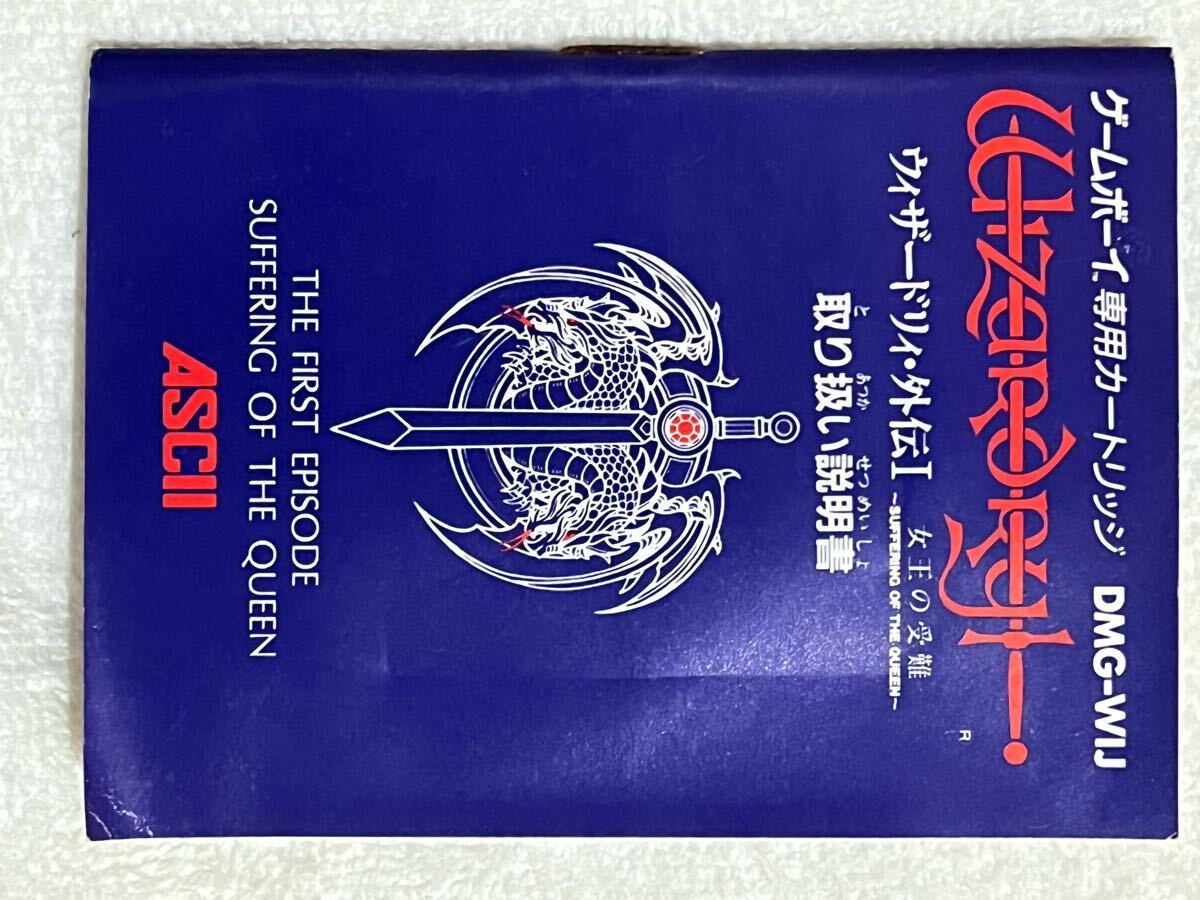 ゲームボーイ専用カートリッジ DMG-WIJ
Wizardry
R
ウィザードリィ・外伝I 女王の受難
~SUFFERING OF THE QUEEN~
と あつか せつめいしょ
取り扱い説明書
THE FIRST EPISODE
SUFFERING OF THE QUEEN
ASCII